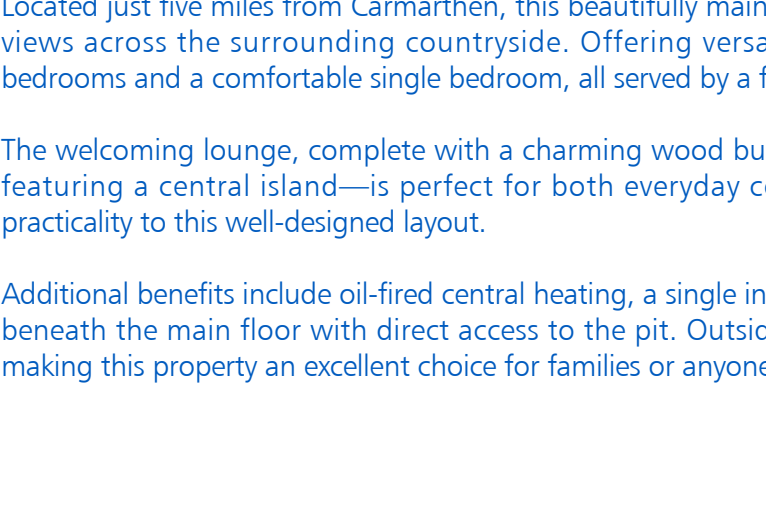 Located just five miles from Carmarthen, this beautifully main
views across the surrounding countryside. Offering versa
bedrooms and a comfortable single bedroom, all served by a f
The welcoming lounge, complete with a charming wood bu
featuring a central island—is perfect for both everyday c
practicality to this well-designed layout.
Additional benefits include oil-fired central heating, a single in
beneath the main floor with direct access to the pit. Outsid
making this property an excellent choice for families or anyone